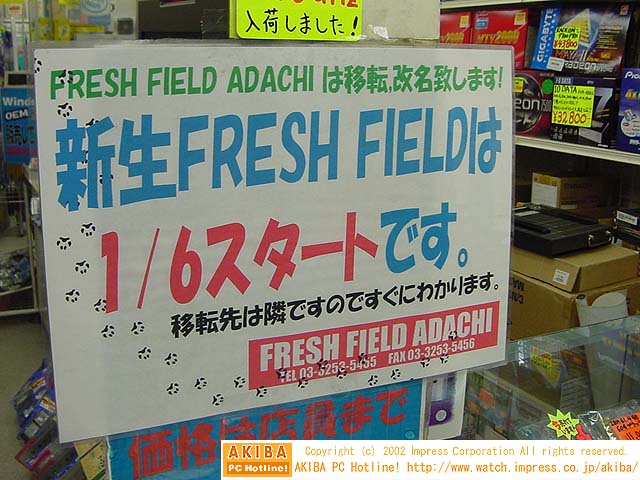 入荷しました!
FRESH FIELD ADACHI は移転,改名致します!
新生FRESH FIELDは
1/6スタートです。
移転先は隣ですのですぐにわかります。
FRESH FIELD ADACHI
TEL 03-3253-5455 FAX 03-3253-5456
価格は店員まで
Windo
OEM
GIGABYTE
¥32,800
AKIBA
PC Hotline!
Copyright (c) 2002 Impress Corporation All rights reserved.
AKIBA PC Hotline! http://www.watch.impress.co.jp/akiba/